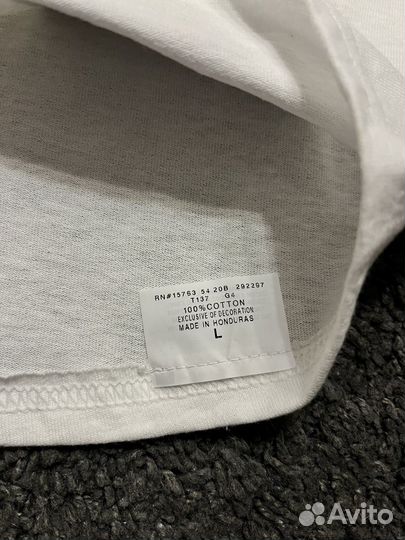 RN#15763 54 20B 292297
T137 G4
100%COTTON
EXCLUSIVE OF DECORATION
MADE IN HONDURAS
L
Avito